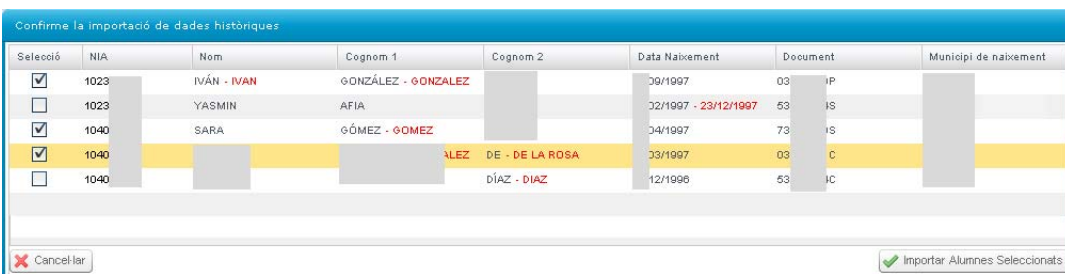 Confirme la importació de dades històriques
Selecció NIA Nom Cognom 1 Cognom 2 Data Naixement Document Municipi de naixement
1023 IVÁN - IVAN GONZÁLEZ - GONZALEZ 09/1997 03 P
1023 YASMIN AFIA 02/1997 - 23/12/1997 53 S
1040 SARA GÓMEZ - GOMEZ 04/1997 73 S
1040 ALEZ DE - DE LA ROSA 03/1997 03 C
1040 DÍAZ - DIAZ 12/1996 53 C
Cancel·lar Importar Alumnes Seleccionats